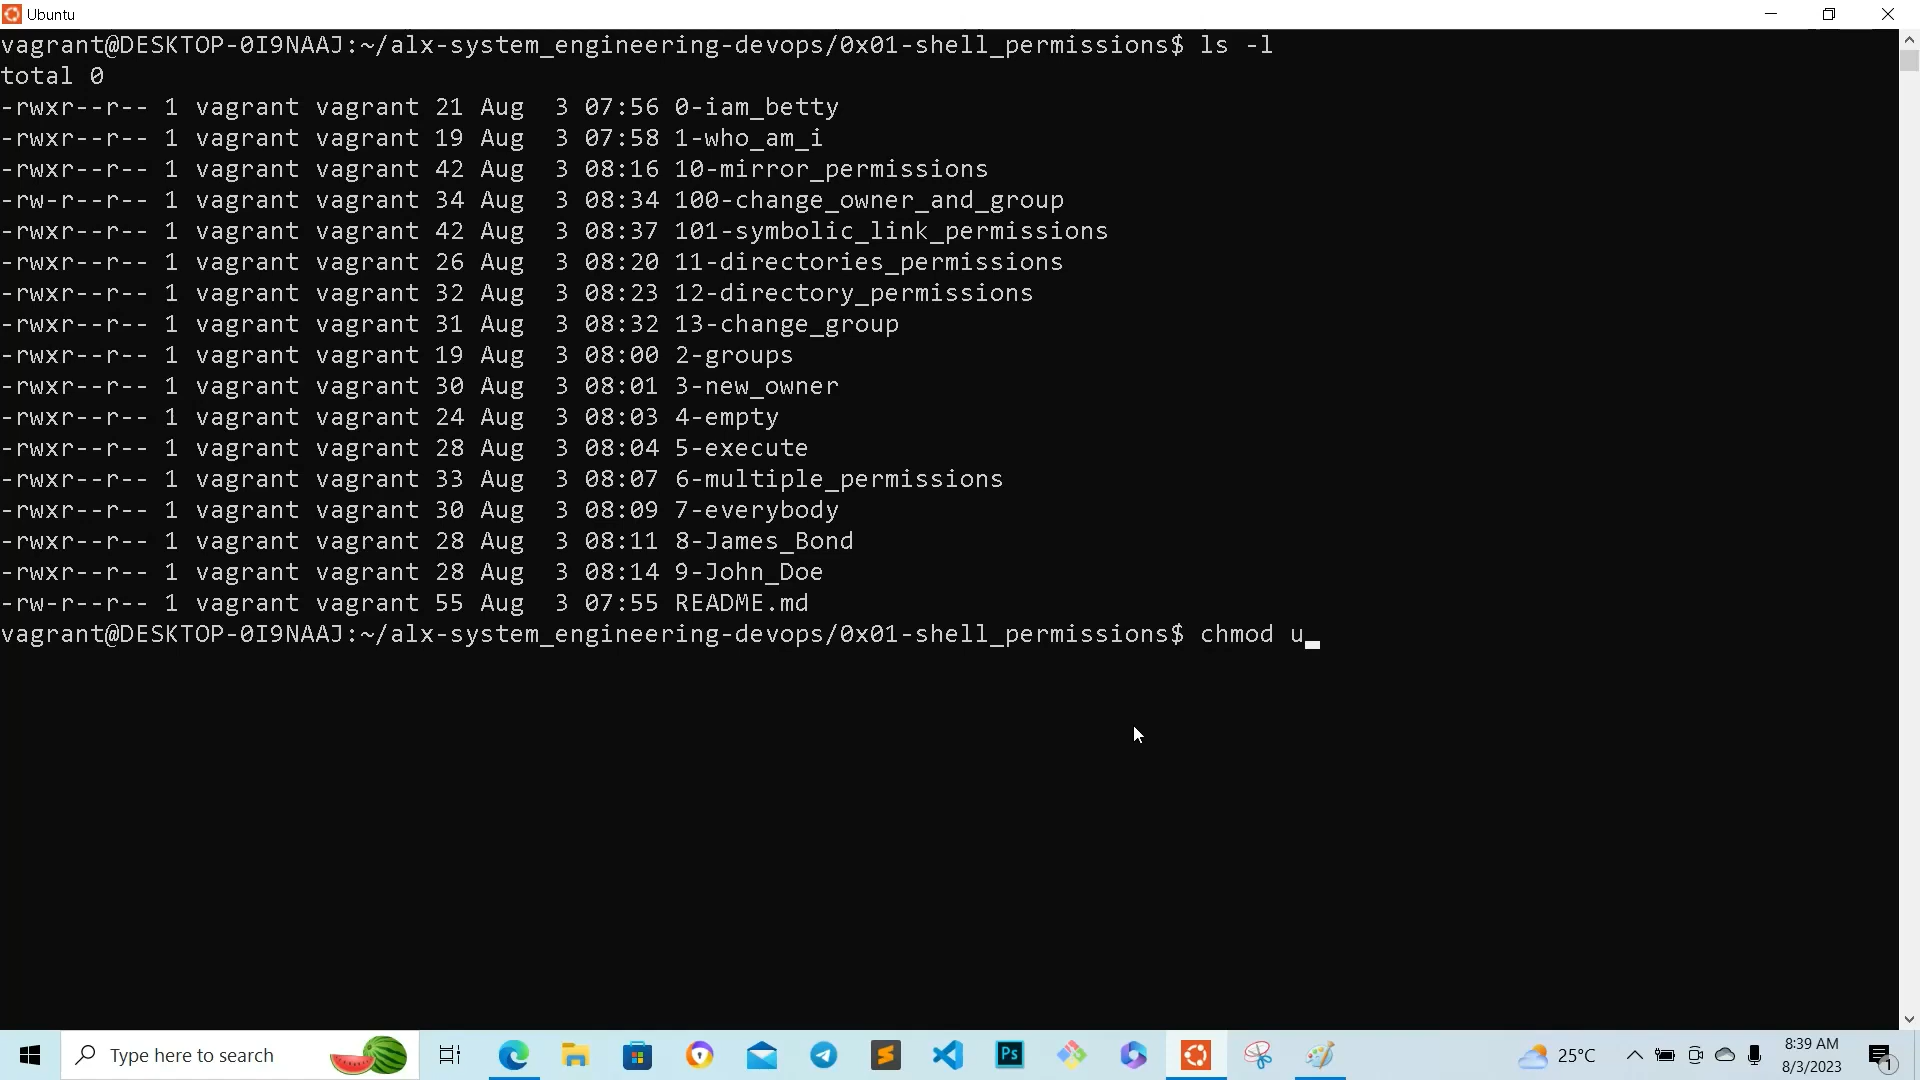 Ubuntu
vagrant@DESKTOP-0I9NAAJ:~/alx-system_engineering-devops/0x01-shell_permissions$ ls -l
total 0
-rwxr--r-- 1 vagrant vagrant 21 Aug  3 07:56 0-iam_betty
-rwxr--r-- 1 vagrant vagrant 19 Aug  3 07:58 1-who_am_i
-rwxr--r-- 1 vagrant vagrant 42 Aug  3 08:16 10-mirror_permissions
-rw-r--r-- 1 vagrant vagrant 34 Aug  3 08:34 100-change_owner_and_group
-rwxr--r-- 1 vagrant vagrant 42 Aug  3 08:37 101-symbolic_link_permissions
-rwxr--r-- 1 vagrant vagrant 26 Aug  3 08:20 11-directories_permissions
-rwxr--r-- 1 vagrant vagrant 32 Aug  3 08:23 12-directory_permissions
-rwxr--r-- 1 vagrant vagrant 31 Aug  3 08:32 13-change_group
-rwxr--r-- 1 vagrant vagrant 19 Aug  3 08:00 2-groups
-rwxr--r-- 1 vagrant vagrant 30 Aug  3 08:01 3-new_owner
-rwxr--r-- 1 vagrant vagrant 24 Aug  3 08:03 4-empty
-rwxr--r-- 1 vagrant vagrant 28 Aug  3 08:04 5-execute
-rwxr--r-- 1 vagrant vagrant 33 Aug  3 08:07 6-multiple_permissions
-rwxr--r-- 1 vagrant vagrant 30 Aug  3 08:09 7-everybody
-rwxr--r-- 1 vagrant vagrant 28 Aug  3 08:11 8-James_Bond
-rwxr--r-- 1 vagrant vagrant 28 Aug  3 08:14 9-John_Doe
-rw-r--r-- 1 vagrant vagrant 55 Aug  3 07:55 README.md
vagrant@DESKTOP-0I9NAAJ:~/alx-system_engineering-devops/0x01-shell_permissions$ chmod u
Type here to search
Ps
25°C
8:39 AM
8/3/2023
1